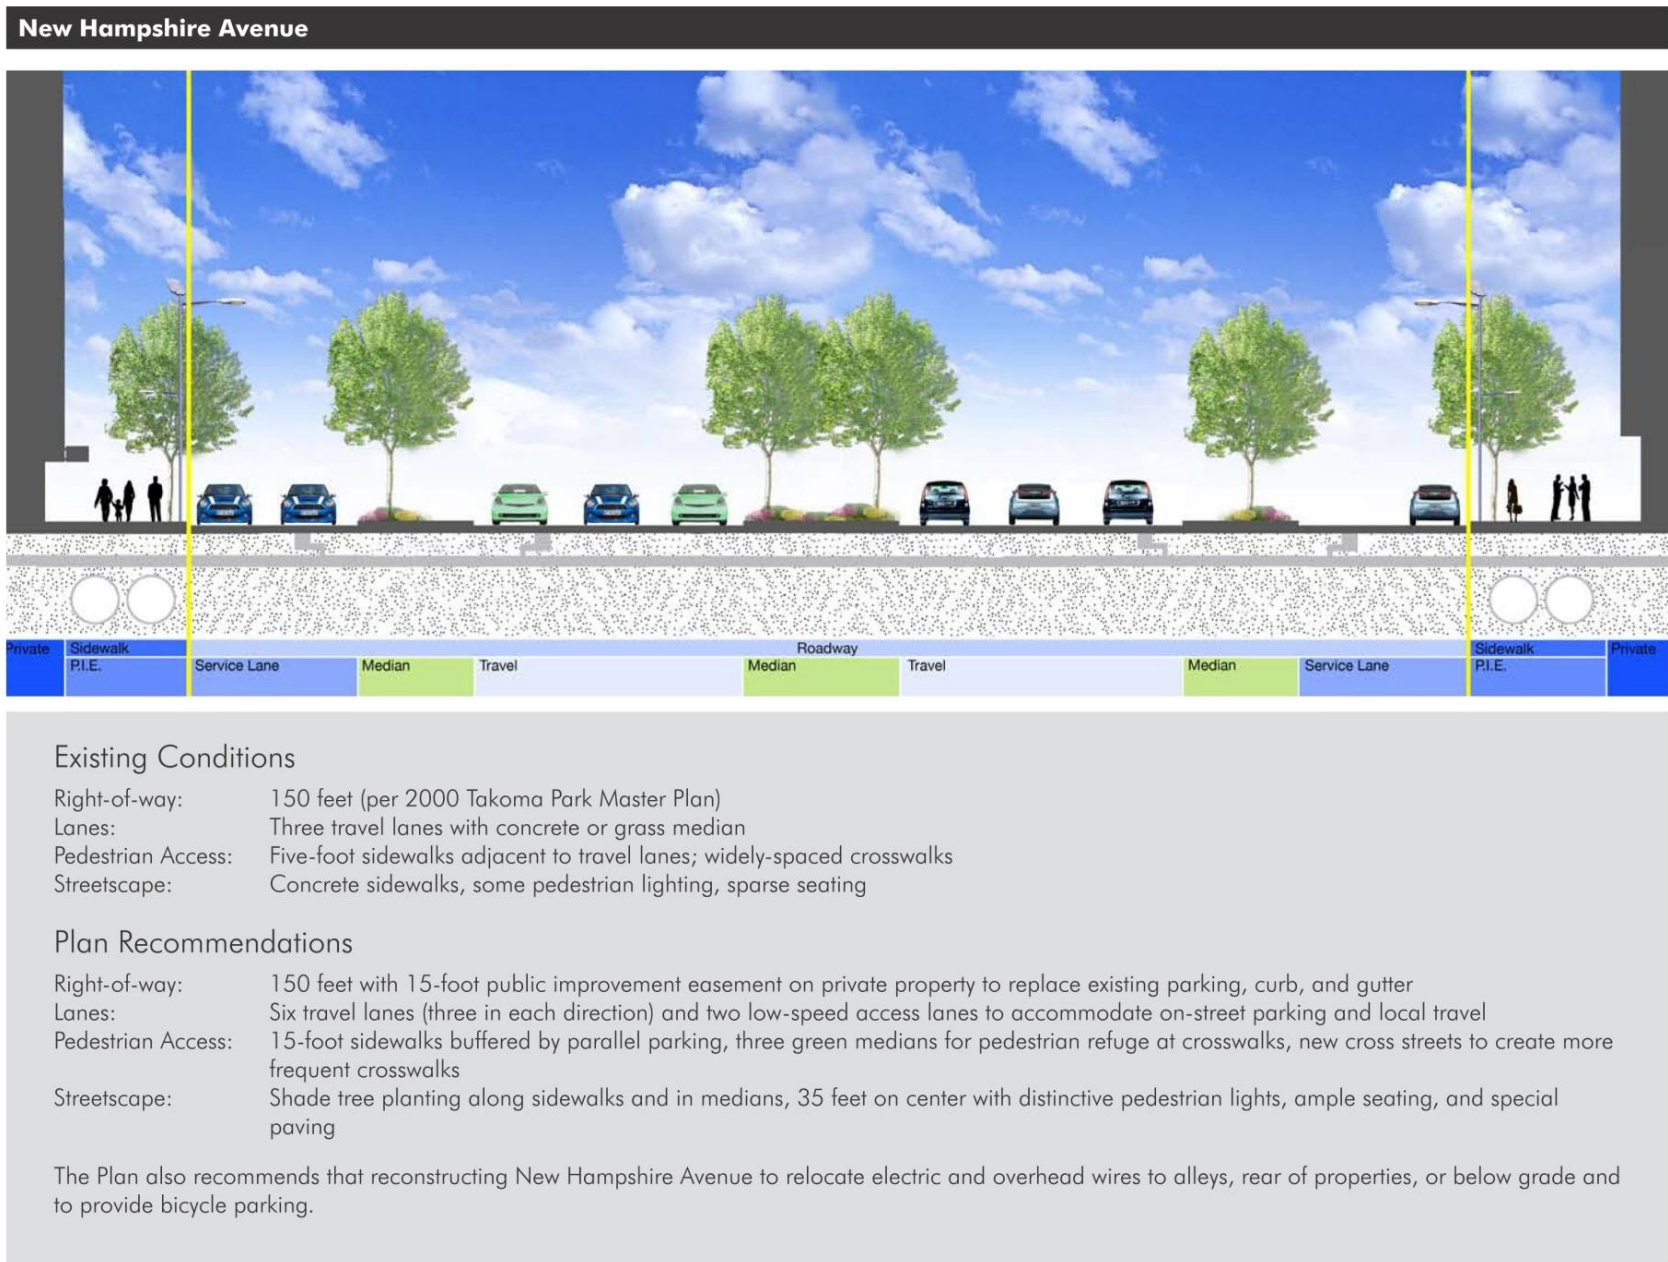 New Hampshire Avenue
Private Sidewalk Roadway Sidewalk Private
P.I.E. Service Lane Median Travel Median Travel Median Service Lane P.I.E.
Existing Conditions
Right-of-way: 150 feet (per 2000 Takoma Park Master Plan)
Lanes: Three travel lanes with concrete or grass median
Pedestrian Access: Five-foot sidewalks adjacent to travel lanes; widely-spaced crosswalks
Streetscape: Concrete sidewalks, some pedestrian lighting, sparse seating
Plan Recommendations
Right-of-way: 150 feet with 15-foot public improvement easement on private property to replace existing parking, curb, and gutter
Lanes: Six travel lanes (three in each direction) and two low-speed access lanes to accommodate on-street parking and local travel
Pedestrian Access: 15-foot sidewalks buffered by parallel parking, three green medians for pedestrian refuge at crosswalks, new cross streets to create more
frequent crosswalks
Streetscape: Shade tree planting along sidewalks and in medians, 35 feet on center with distinctive pedestrian lights, ample seating, and special
paving
The Plan also recommends that reconstructing New Hampshire Avenue to relocate electric and overhead wires to alleys, rear of properties, or below grade and
to provide bicycle parking.